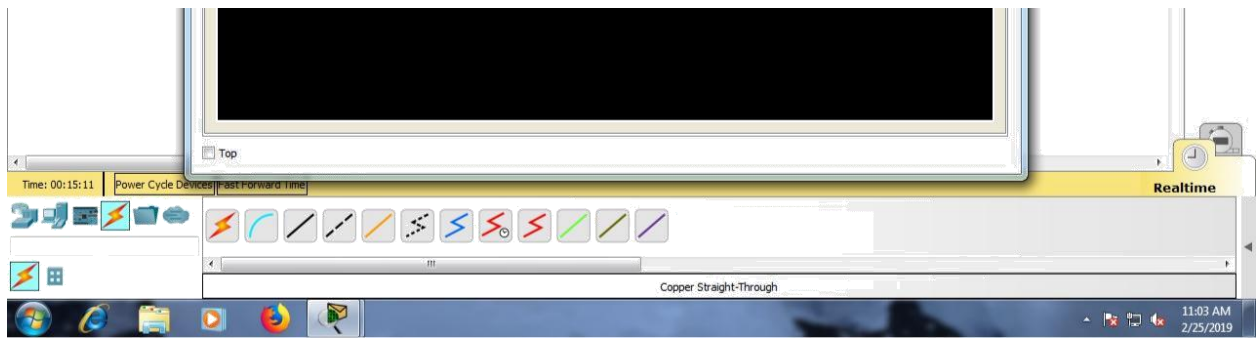 Top
Time: 00:15:11 Power Cycle Devices Fast Forward Time
Realtime
Copper Straight-Through
11:03 AM
2/25/2019